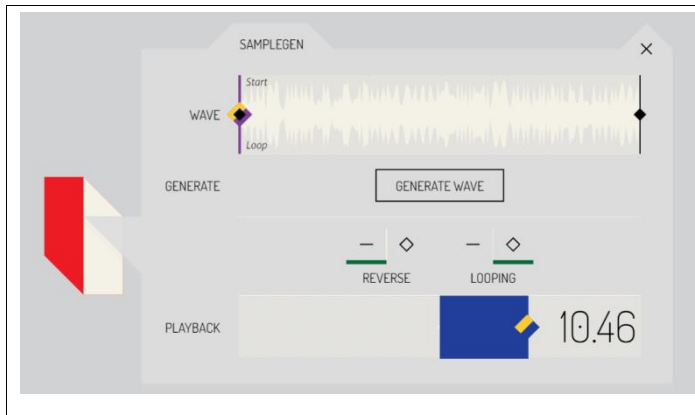 SAMPLEGEN
Start
WAVE
Loop
GENERATE
GENERATE WAVE
REVERSE
LOOPING
PLAYBACK
10.46